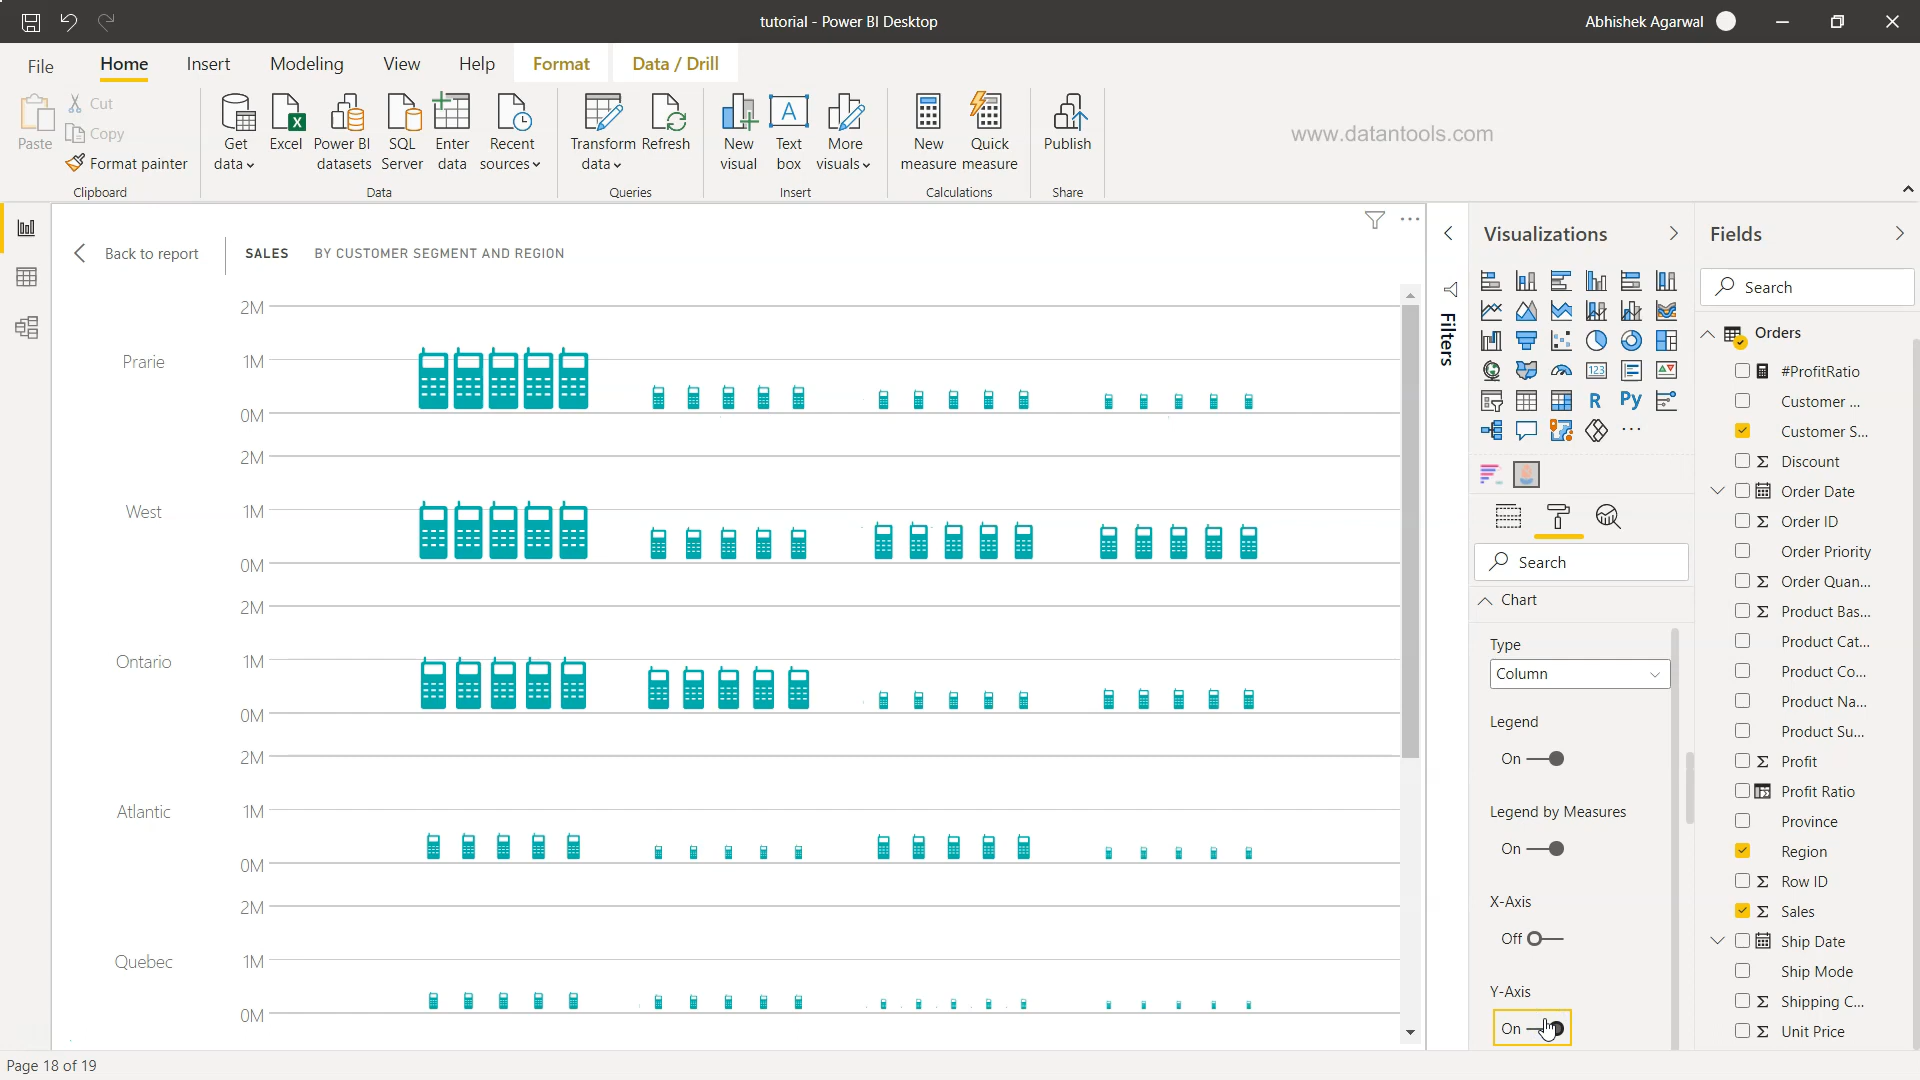 tutorial - Power BI Desktop
Abhishek Agarwal
File
Home
Insert
Modeling
View
Help
Format
Data / Drill
Paste
Cut
Copy
Format painter
Clipboard
Get data
Excel
Power BI datasets
SQL Server
Enter data
Recent sources
Data
Transform data
Refresh
Queries
New visual
Text box
More visuals
Insert
New measure
Quick measure
Calculations
Publish
Share
www.datantools.com
Back to report
SALES
BY CUSTOMER SEGMENT AND REGION
2M
Prarie
1M
0M
2M
West
1M
0M
2M
Ontario
1M
0M
2M
Atlantic
1M
0M
2M
Quebec
1M
0M
Filters
Visualizations
123
R
Py
Search
Chart
Type
Column
Legend
On
Legend by Measures
On
X-Axis
Off
Y-Axis
On
Fields
Search
Orders
#ProfitRatio
Customer ...
Customer S...
Discount
Order Date
Order ID
Order Priority
Order Quan...
Product Bas...
Product Cat...
Product Co...
Product Na...
Product Su...
Profit
Profit Ratio
Province
Region
Row ID
Sales
Ship Date
Ship Mode
Shipping C...
Unit Price
Page 18 of 19